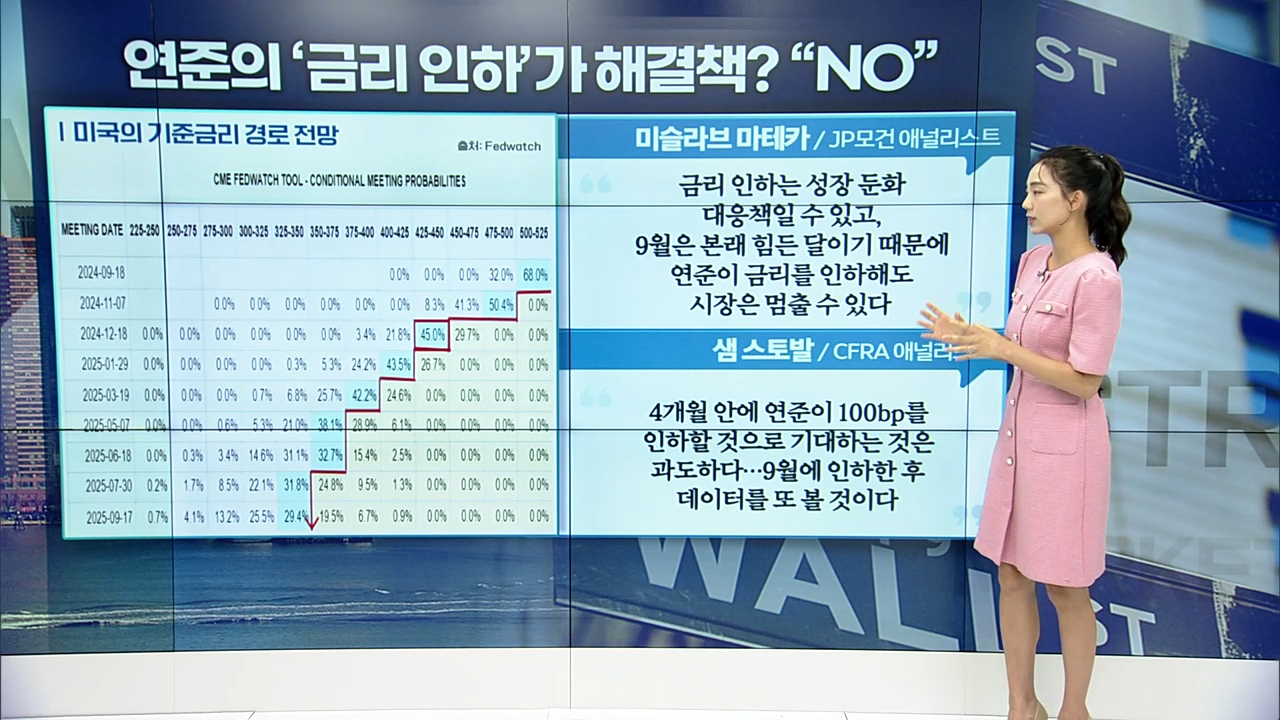 연준의 ‘금리 인하’가 해결책? “NO”
ST
| 미국의 기준금리 경로 전망
출처: Fedwatch
CME FEDWATCH TOOL - CONDITIONAL MEETING PROBABILITIES
MEETING DATE 225-250 250-275 275-300 300-325 325-350 350-375 375-400 400-425 425-450 450-475 475-500 500-525
2024-09-18 0.0% 0.0% 0.0% 32.0% 68.0%
2024-11-07 0.0% 0.0% 0.0% 0.0% 0.0% 0.0% 8.3% 41.3% 50.4% 0.0%
2024-12-18 0.0% 0.0% 0.0% 0.0% 0.0% 0.0% 3.4% 21.8% 45.0% 29.7% 0.0% 0.0%
2025-01-29 0.0% 0.0% 0.0% 0.0% 0.3% 5.3% 24.2% 43.5% 26.7% 0.0% 0.0% 0.0%
2025-03-19 0.0% 0.0% 0.0% 0.7% 6.8% 25.7% 42.2% 24.6% 0.0% 0.0% 0.0% 0.0%
2025-05-07 0.0% 0.0% 0.6% 5.3% 21.0% 38.1% 28.9% 6.1% 0.0% 0.0% 0.0% 0.0%
2025-06-18 0.0% 0.3% 3.4% 14.6% 31.1% 32.7% 15.4% 2.5% 0.0% 0.0% 0.0% 0.0%
2025-07-30 0.2% 1.7% 8.5% 22.1% 31.8% 24.8% 9.5% 1.3% 0.0% 0.0% 0.0% 0.0%
2025-09-17 0.7% 4.1% 13.2% 25.5% 29.4% 19.5% 6.7% 0.9% 0.0% 0.0% 0.0% 0.0%
미슬라브 마테카 / JP모건 애널리스트
“
금리 인하는 성장 둔화
대응책일 수 있고,
9월은 본래 힘든 달이기 때문에
연준이 금리를 인하해도
시장은 멈출 수 있다
”
샘 스토발 / CFRA 애널리
“
4개월 안에 연준이 100bp를
인하할 것으로 기대하는 것은
과도하다…9월에 인하한 후
데이터를 또 볼 것이다
”
WALL
ST